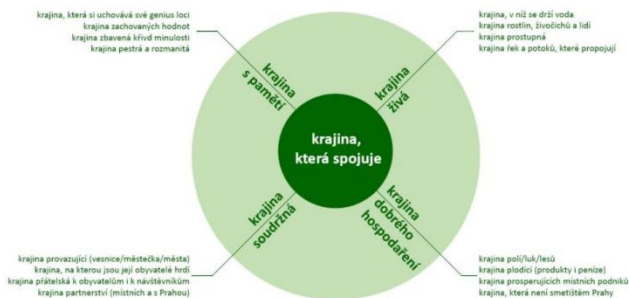 krajina, která si uchovává své genius loci
krajina zachovaných hodnot
krajina zbavená křivd minulosti
krajina pestrá a rozmanitá
krajina, v níž se drží voda
krajina rostlin, živočichů a lidí
krajina prostupná
krajina řek a potoků, které propojují
krajina
s pamětí
krajina
živá
krajina,
která spojuje
krajina
soudržná
krajina
dobrého
hospodaření
krajina provazující (vesnice/městečka/města)
krajina, na kterou jsou její obyvatelé hrdí
krajina přátelská k obyvatelům i k návštěvníkům
krajina partnerství (místních a s Prahou)
krajina polí/luk/lesů
krajina plodící (produkty i peníze)
krajina prosperujících místních podniků
krajina, která není smetištěm Prahy